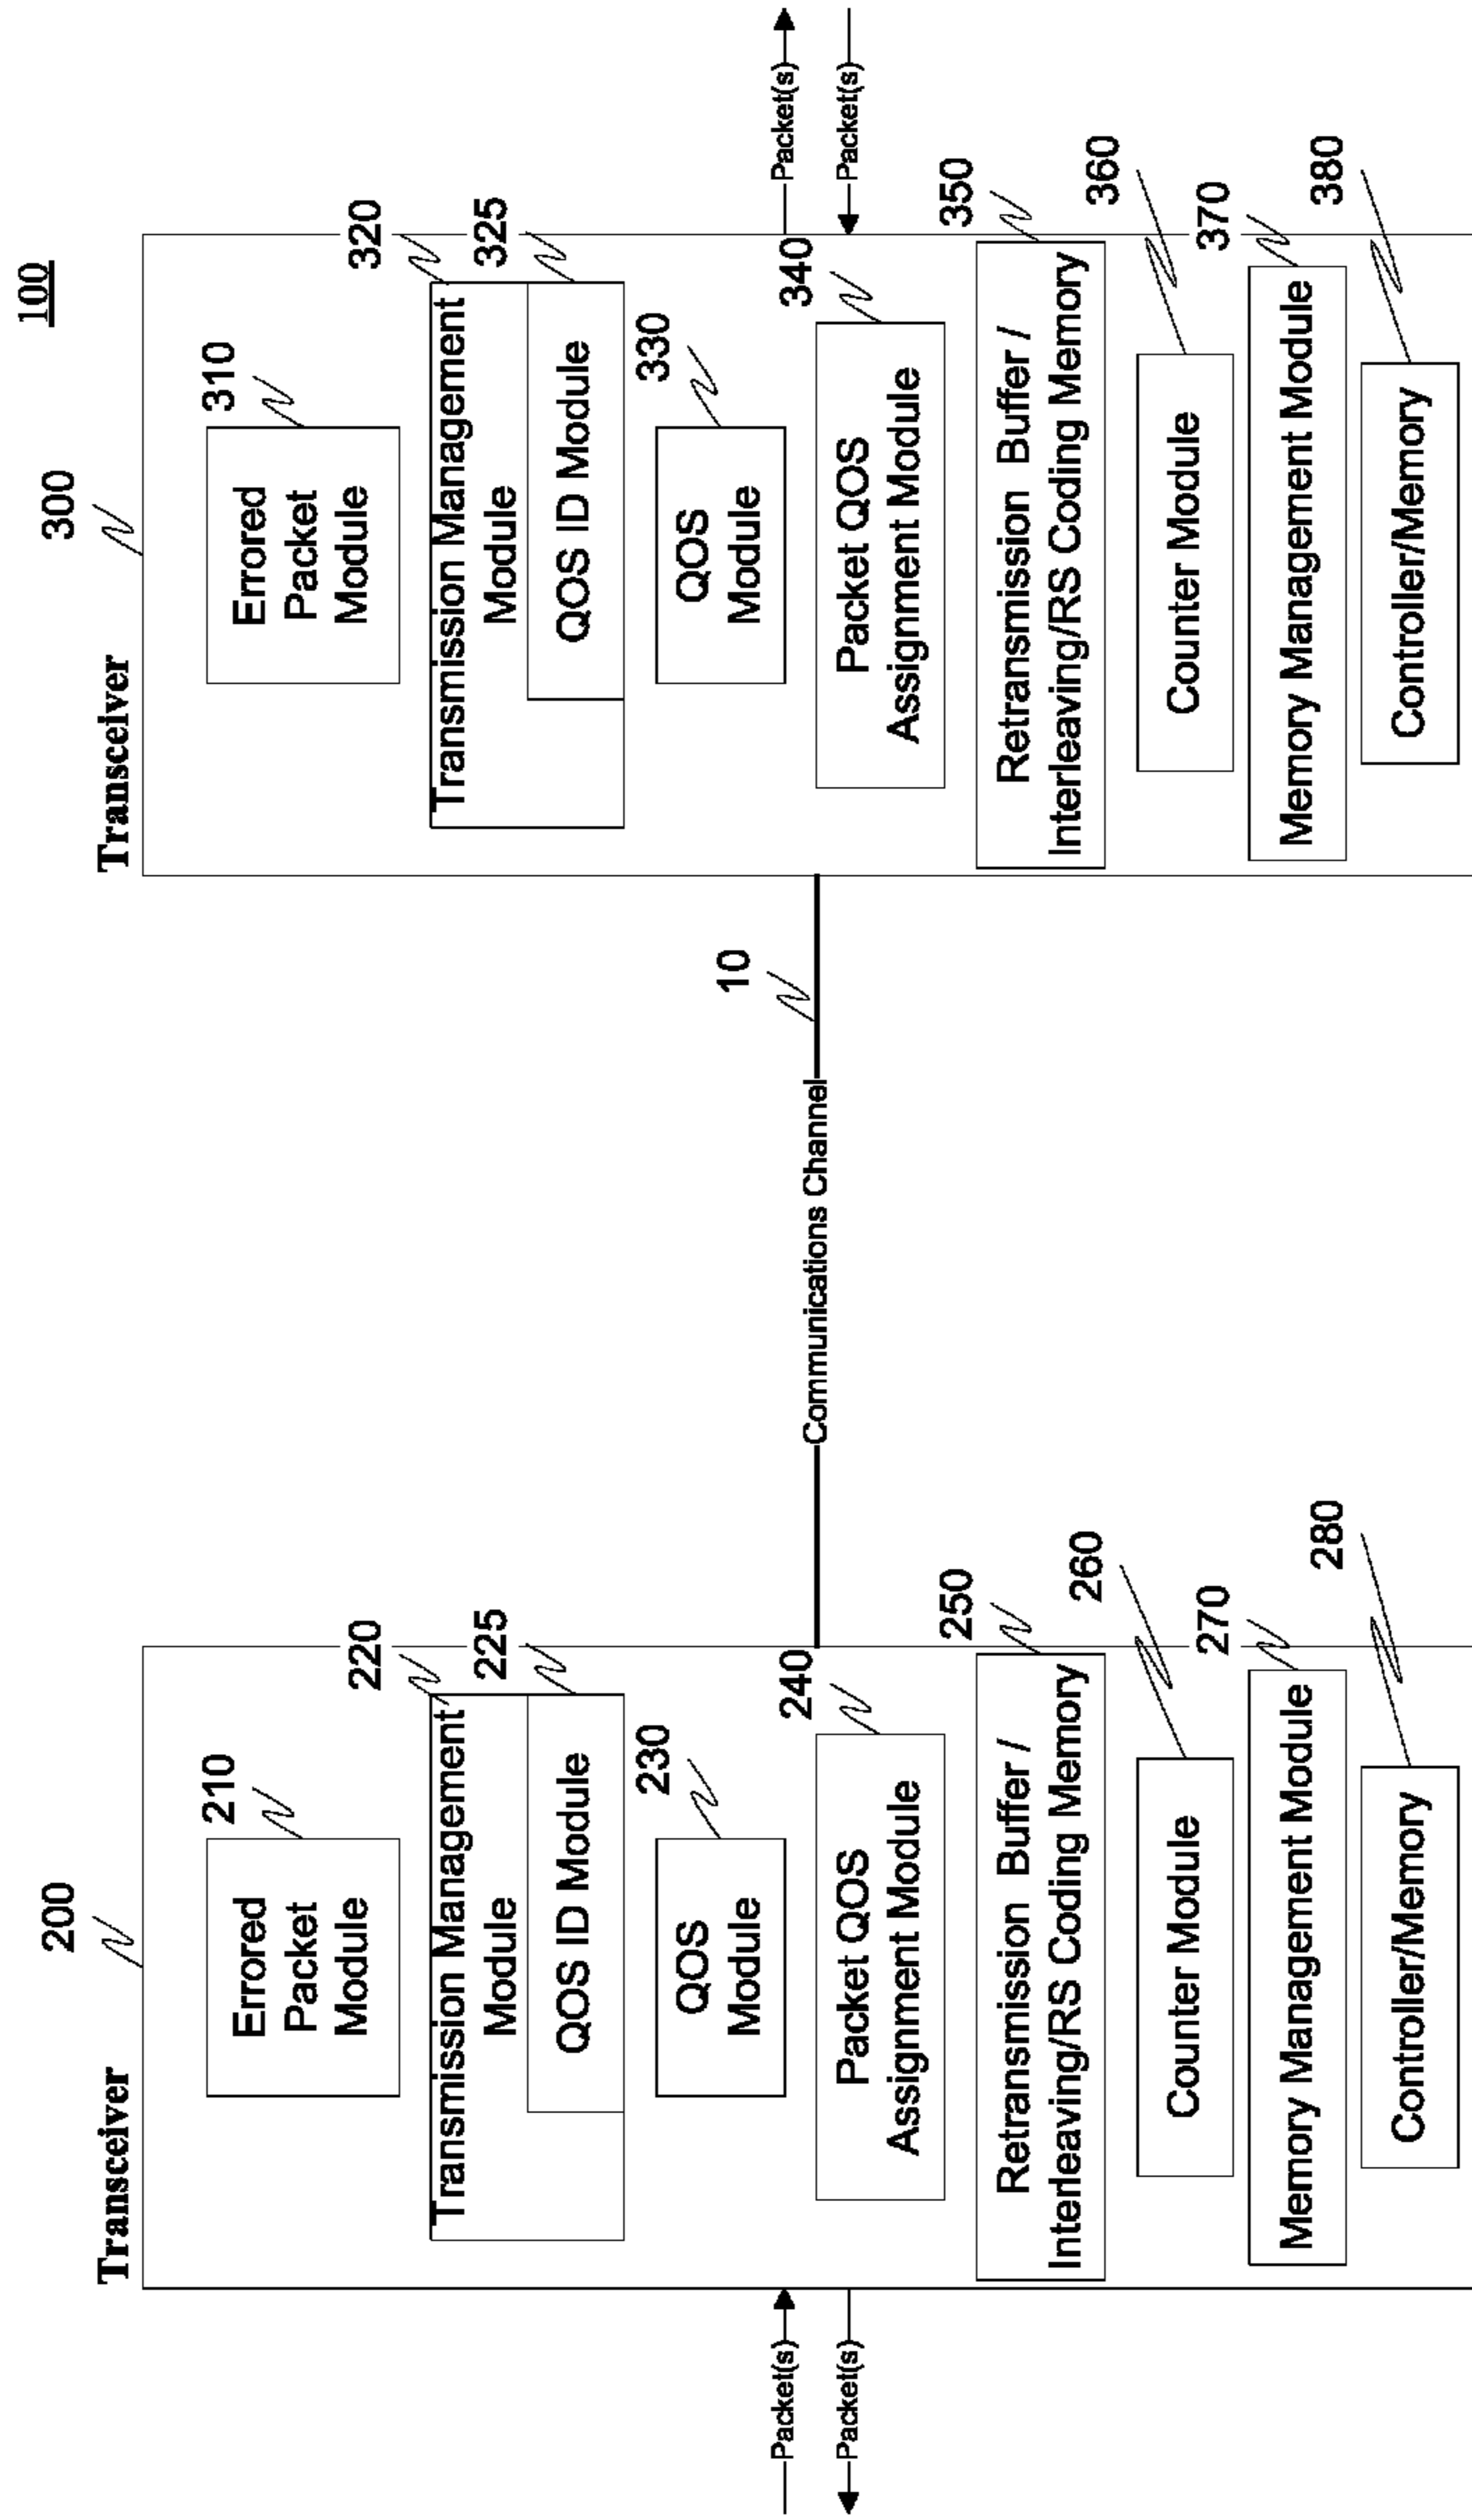 100
200
Transceiver
210
Errored
Packet
Module
220
Transmission Management
Module
225
QOS ID Module
230
QOS
Module
240
Packet QOS
Assignment Module
250
Retransmission Buffer /
Interleaving/RS Coding Memory
260
Counter Module
270
Memory Management Module
280
Controller/Memory
Packet(s)
Packet(s)
Communications Channel
10
300
Transceiver
310
Errored
Packet
Module
320
Transmission Management
Module
325
QOS ID Module
330
QOS
Module
340
Packet QOS
Assignment Module
350
Retransmission Buffer /
Interleaving/RS Coding Memory
360
Counter Module
370
Memory Management Module
380
Controller/Memory
Packet(s)
Packet(s)